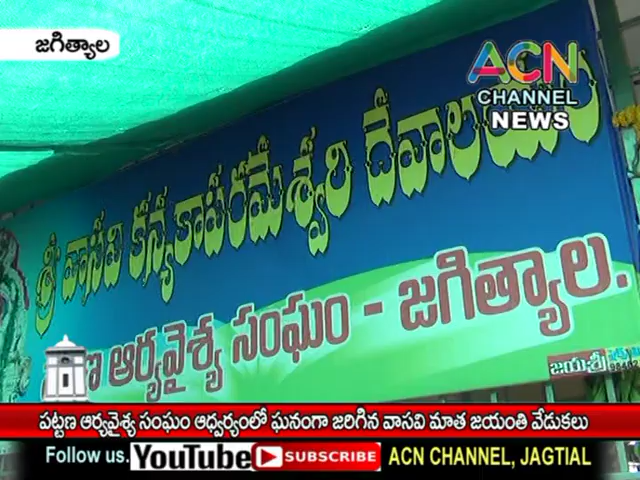 జగిత్యాల
ACN
CHANNEL
NEWS
శ్రీ వాసవి కన్యకాపరమేశ్వరి దేవాలయం
ణ ఆర్యవైశ్య సంఘం - జగిత్యాల.
జయశ్రీ
పట్టణ ఆర్యవైశ్య సంఘం ఆధ్వర్యంలో ఘనంగా జరిగిన వాసవి మాత జయంతి వేడుకలు
Follow us. YouTube SUBSCRIBE ACN CHANNEL, JAGTIAL